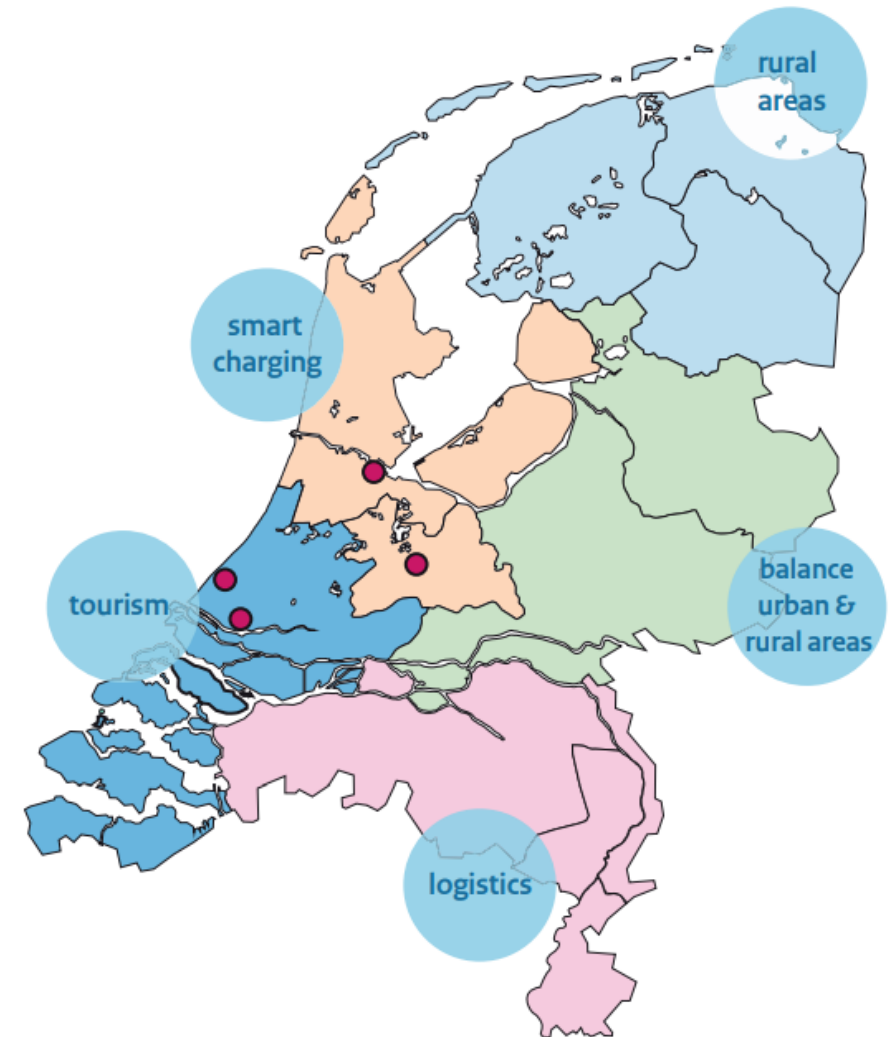 rural
areas
smart
charging
tourism
balance
urban &
rural areas
logistics